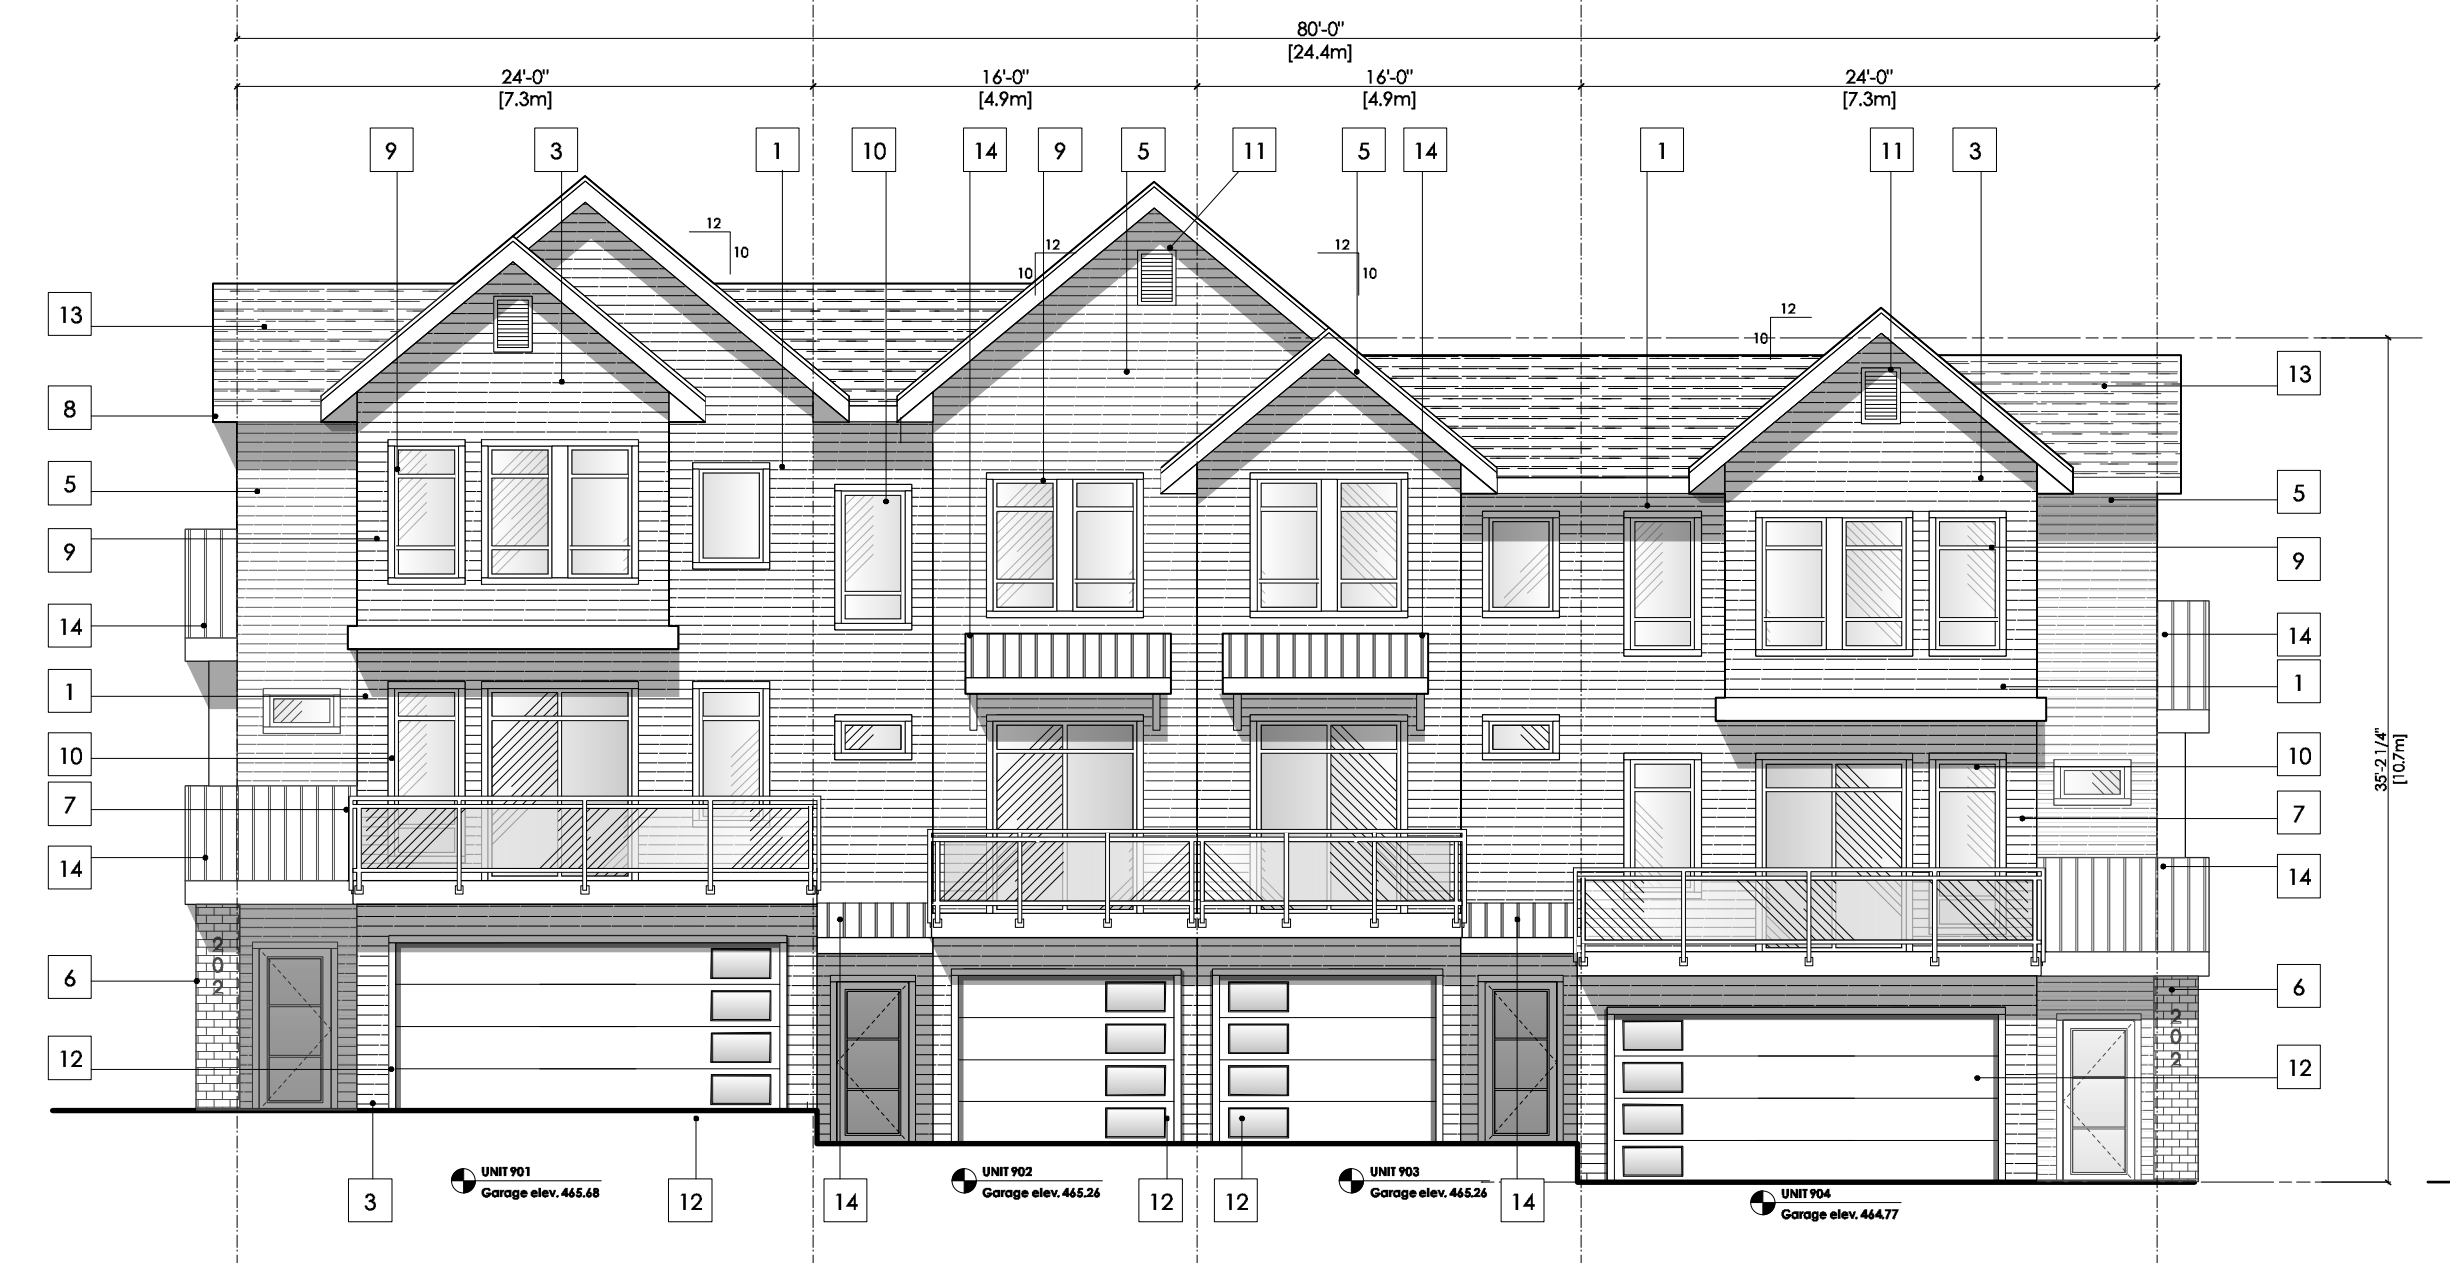 80'-0"
[24.4m]
24'-0" 16'-0" 16'-0" 24'-0"
[7.3m] [4.9m] [4.9m] [7.3m]
9 3 1 10 14 9 5 11 5 14 1 11 3
12
10
12
10
12
10
12
10
13
8
5
9
14
1
10
7
14
6
12
13
5
9
14
1
10
7
14
6
12
35'-2 1/4"
[10.7m]
202
202
UNIT 901
Garage elev. 465.68
UNIT 902
Garage elev. 465.26
UNIT 903
Garage elev. 465.26
UNIT 904
Garage elev. 464.77
3 12 14 12 12 14